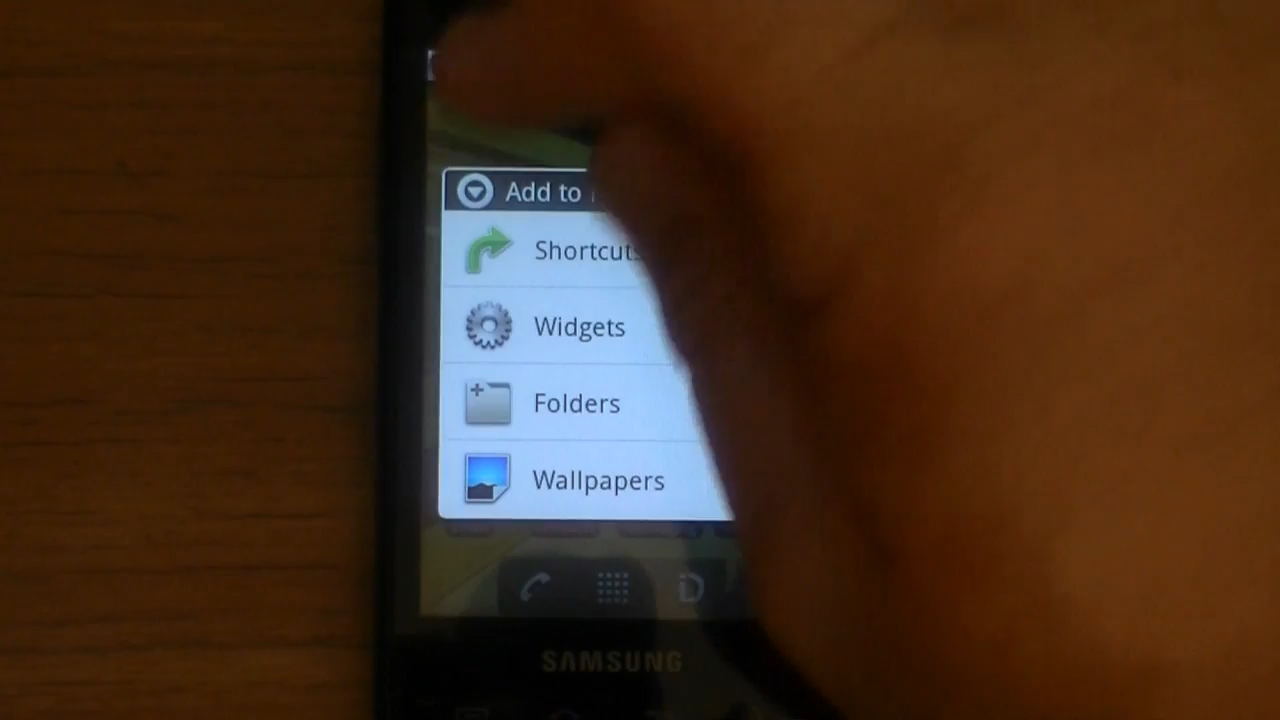 Add to
Shortcuts
Widgets
Folders
Wallpapers
D
SAMSUNG